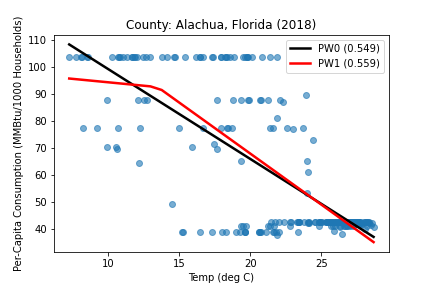 County: Alachua, Florida (2018)
Per-Capita Consumption (MMBtu/1000 Households)
110
100
90
80
70
60
50
40
PW0 (0.549)
PW1 (0.559)
10
15
20
25
Temp (deg C)